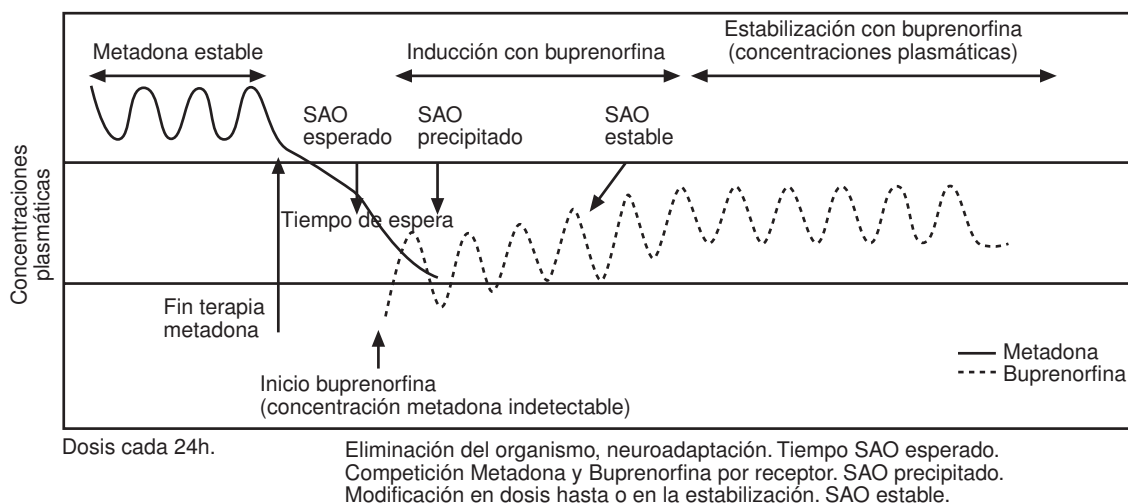 Metadona estable
Inducción con buprenorfina
Estabilización con buprenorfina
(concentraciones plasmáticas)
SAO
esperado
SAO
precipitado
SAO
estable
Tiempo de espera
Concentraciones
plasmáticas
Fin terapia
metadona
Inicio buprenorfina
(concentración metadona indetectable)
Metadona
Buprenorfina
Dosis cada 24h.
Eliminación del organismo, neuroadaptación. Tiempo SAO esperado.
Competición Metadona y Buprenorfina por receptor. SAO precipitado.
Modificación en dosis hasta o en la estabilización. SAO estable.